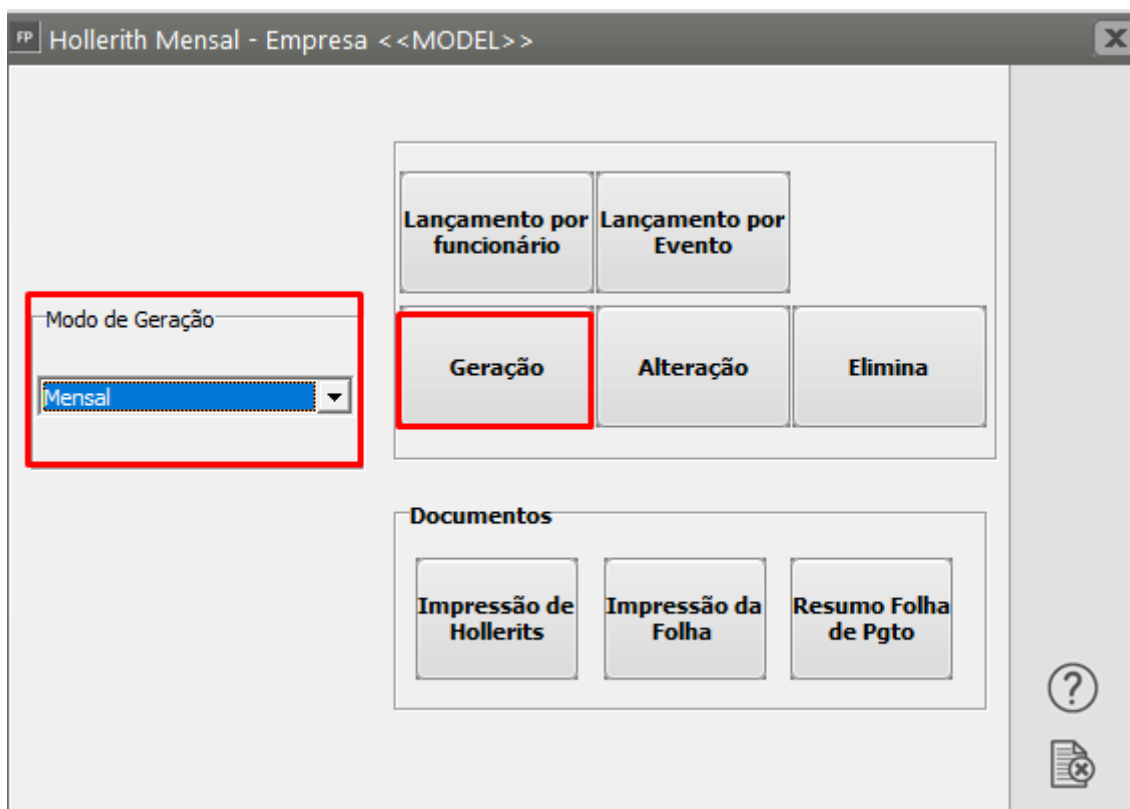 FP Hollerith Mensal - Empresa <<MODEL>>
Lançamento por
funcionário
Lançamento por
Evento
Modo de Geração
Mensal
Geração
Alteração
Elimina
Documentos
Impressão de
Hollerits
Impressão da
Folha
Resumo Folha
de Pgto
?